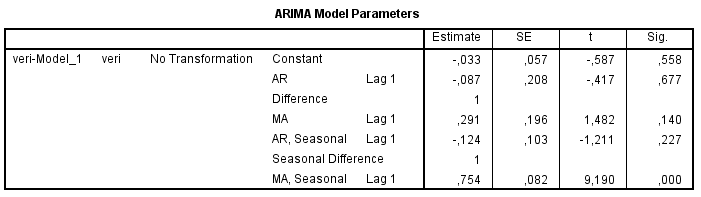 ARIMA Model Parameters
Estimate SE t Sig.
veri-Model_1 veri No Transformation Constant -,033 ,057 -,587 ,558
AR Lag 1 -,087 ,208 -,417 ,677
Difference 1
MA Lag 1 ,291 ,196 1,482 ,140
AR, Seasonal Lag 1 -,124 ,103 -1,211 ,227
Seasonal Difference 1
MA, Seasonal Lag 1 ,754 ,082 9,190 ,000